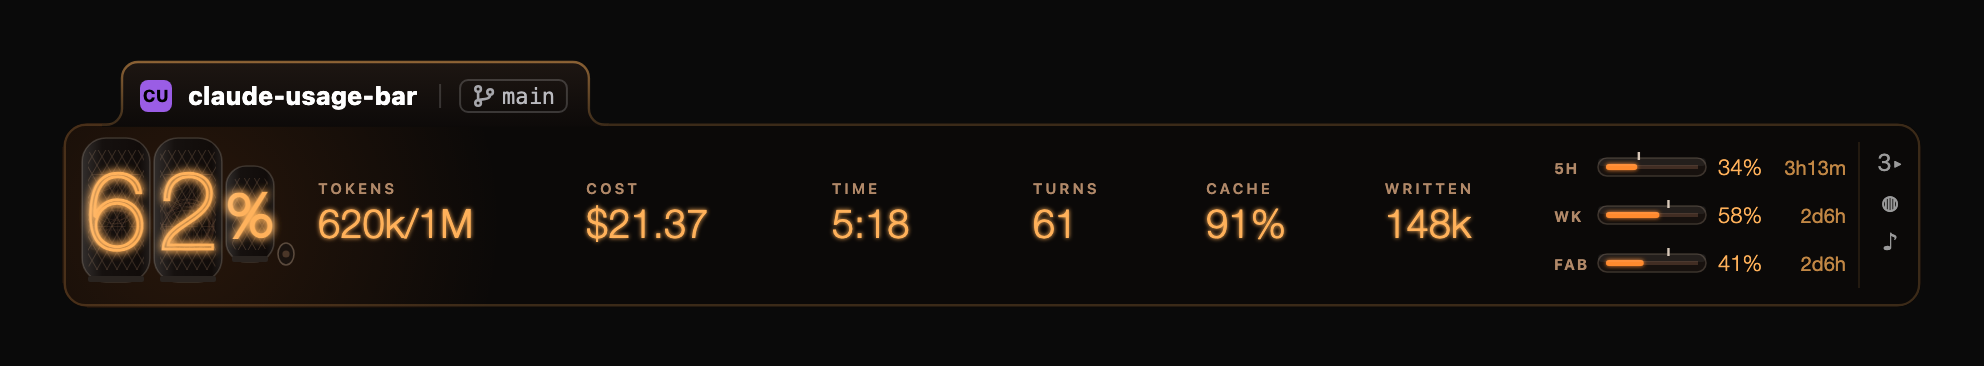 CU claude-usage-bar main
62%
TOKENS
620k/1M
COST
$21.37
TIME
5:18
TURNS
61
CACHE
91%
WRITTEN
148k
5H 34% 3h13m
WK 58% 2d6h
FAB 41% 2d6h
3▸
♪